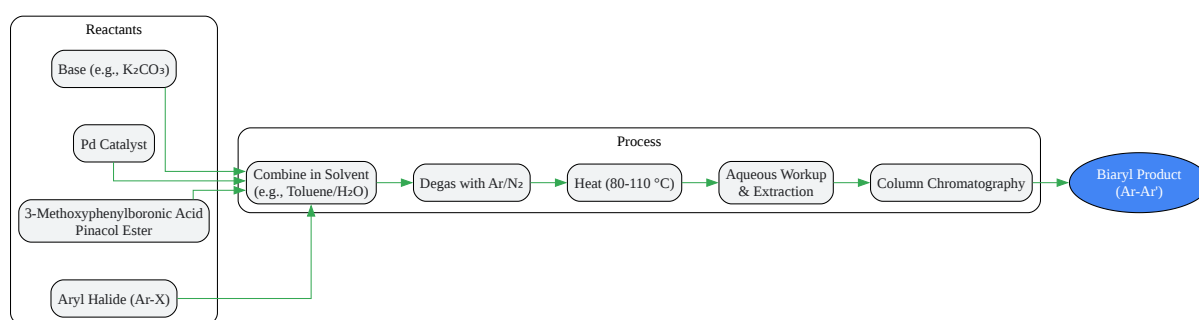 Reactants
Base (e.g., K₂CO₃)
Pd Catalyst
3-Methoxyphenylboronic Acid
Pinacol Ester
Aryl Halide (Ar-X)
Process
Combine in Solvent
(e.g., Toluene/H₂O)
Degas with Ar/N₂
Heat (80-110 °C)
Aqueous Workup
& Extraction
Column Chromatography
Biaryl Product
(Ar-Ar')